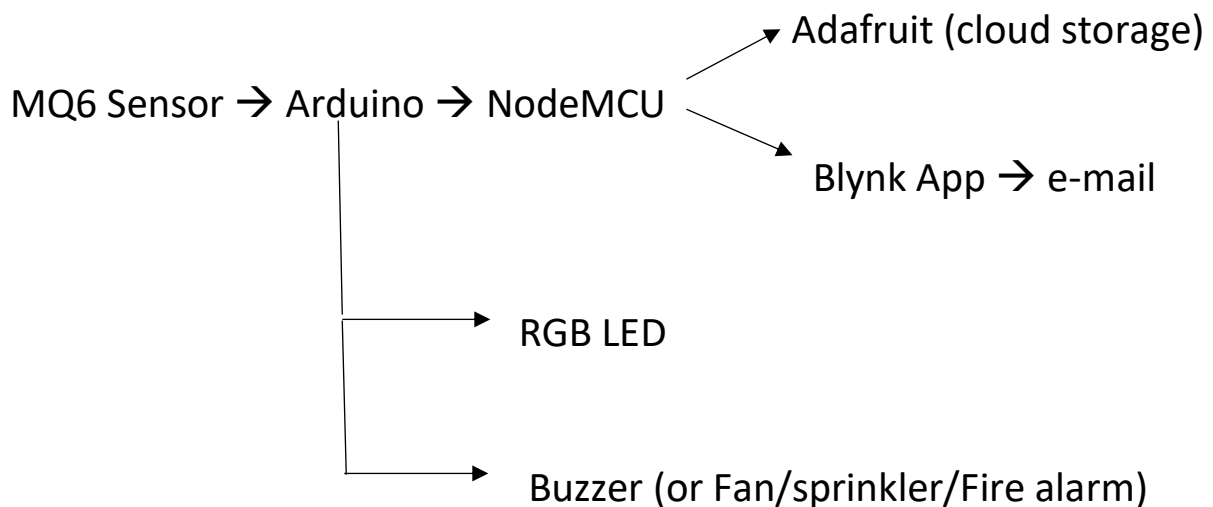 Adafruit (cloud storage)
MQ6 Sensor → Arduino → NodeMCU
Blynk App → e-mail
RGB LED
Buzzer (or Fan/sprinkler/Fire alarm)